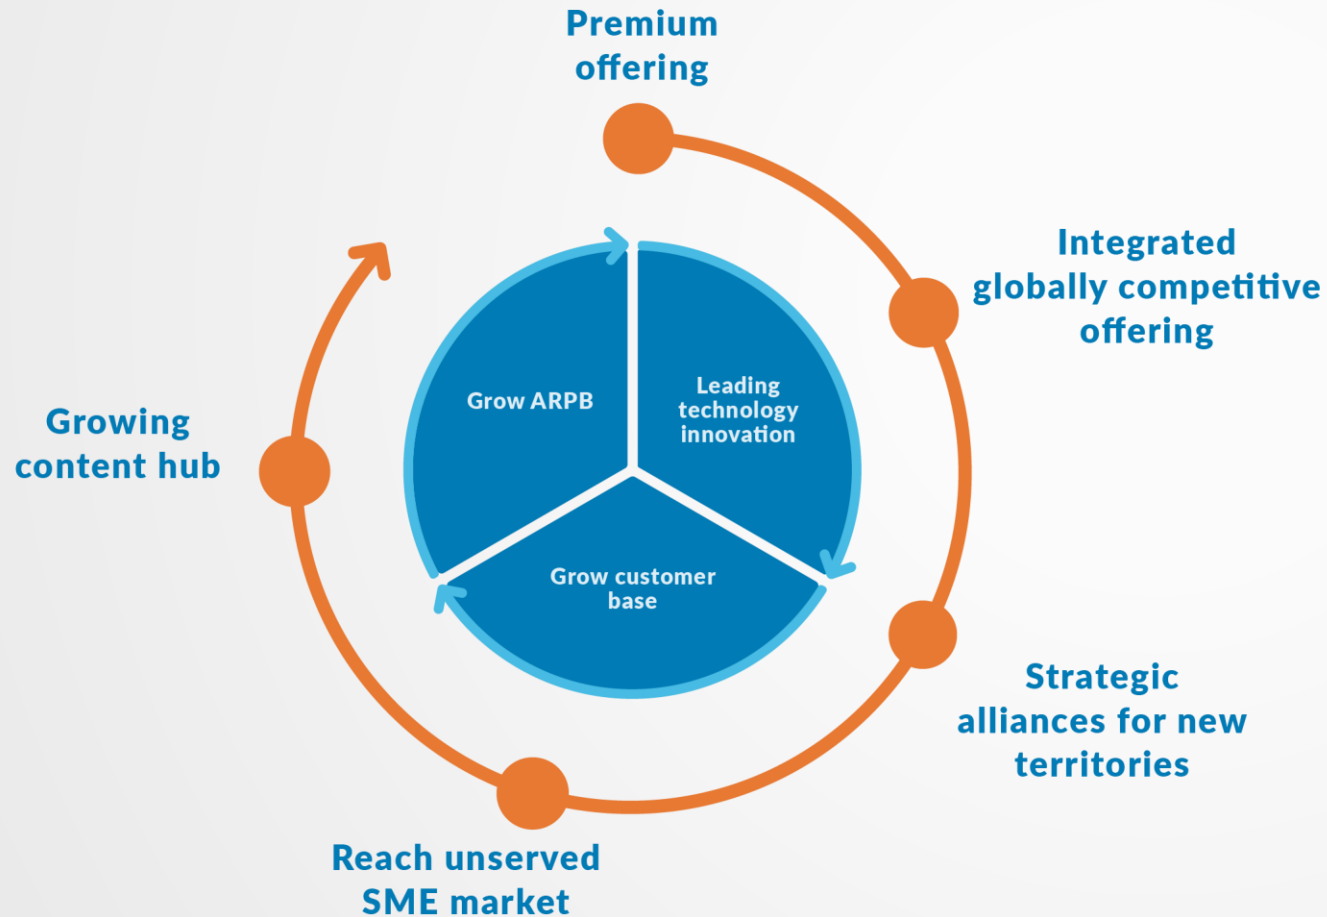 Premium
offering
Integrated
globally competitive
offering
Grow ARPB
Leading
technology
innovation
Growing
content hub
Grow customer
base
Strategic
alliances for new
territories
Reach unserved
SME market